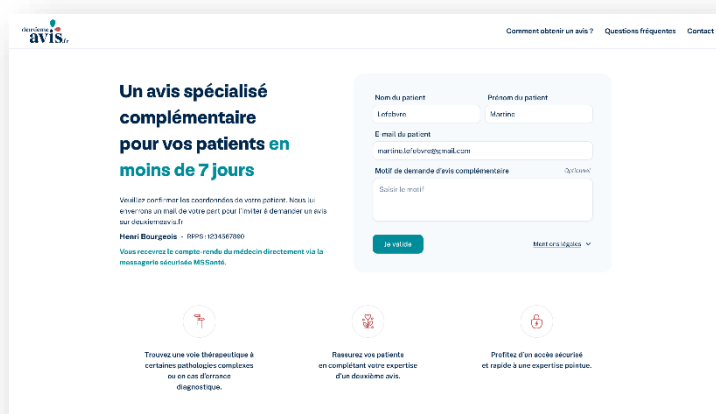 deuxième
avis.fr
Comment obtenir un avis ? Questions fréquentes Contact
Un avis spécialisé
complémentaire
pour vos patients en
moins de 7 jours
Veuillez confirmer les coordonnées de votre patient. Nous lui
enverrons un mail de votre part pour l'inviter à demander un avis
sur deuxiemeavis.fr
Henri Bourgeois - RPPS : 1234567890
Vous recevrez le compte-rendu du médecin directement via la
messagerie sécurisée MSSanté.
Nom du patient Prénom du patient
Lefebvre Martine
E-mail du patient
martine.lefebvre@gmail.com
Motif de demande d'avis complémentaire Optionnel
Saisir le motif
Je valide Mentions légales
Trouvez une voie thérapeutique à
certaines pathologies complexes
ou en cas d'errance
diagnostique.
Rassurez vos patients
en complétant votre expertise
d'un deuxième avis.
Profitez d'un accès sécurisé
et rapide à une expertise pointue.